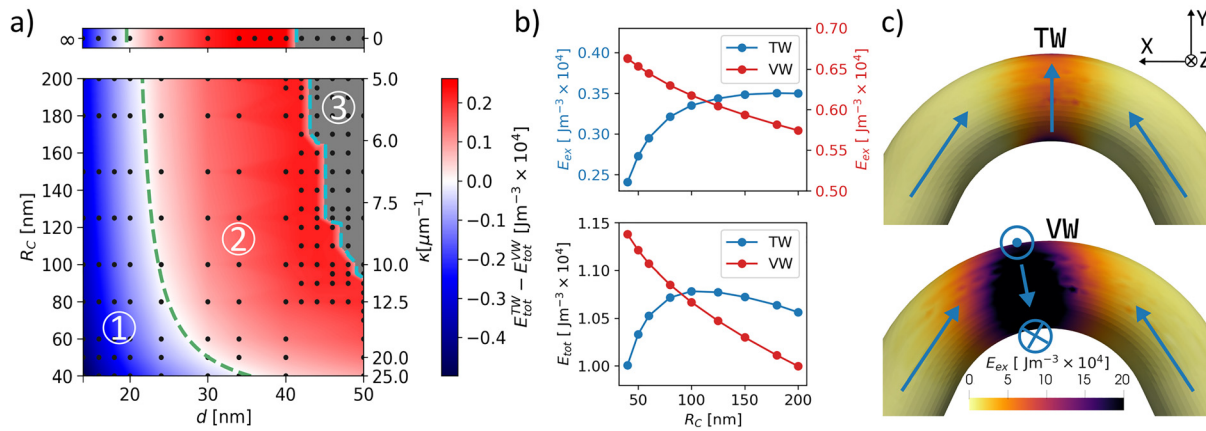 a)
∞
0
200
180
160
140
120
100
80
60
40
R_C [nm]
20
30
40
50
d [nm]
5.0
6.0
7.5
10.0
12.5
25.0
25.0
κ[μm⁻¹]
①
②
③
0.2
0.1
0.0
−0.1
−0.2
−0.3
−0.4
E_tot^TW − E_tot^VW [Jm⁻³ × 10⁴]
b)
0.40
0.35
0.30
0.25
E_ex [ Jm⁻³ × 10⁴]
TW
VW
0.70
0.65
0.60
0.55
0.50
E_ex [ Jm⁻³ × 10⁴]
1.15
1.10
1.05
1.00
E_tot [ Jm⁻³ × 10⁴]
TW
VW
50
100
150
200
R_C [nm]
c)
TW
Y
X
Z
VW
E_ex [ Jm⁻³ × 10⁴]
0
5
10
15
20